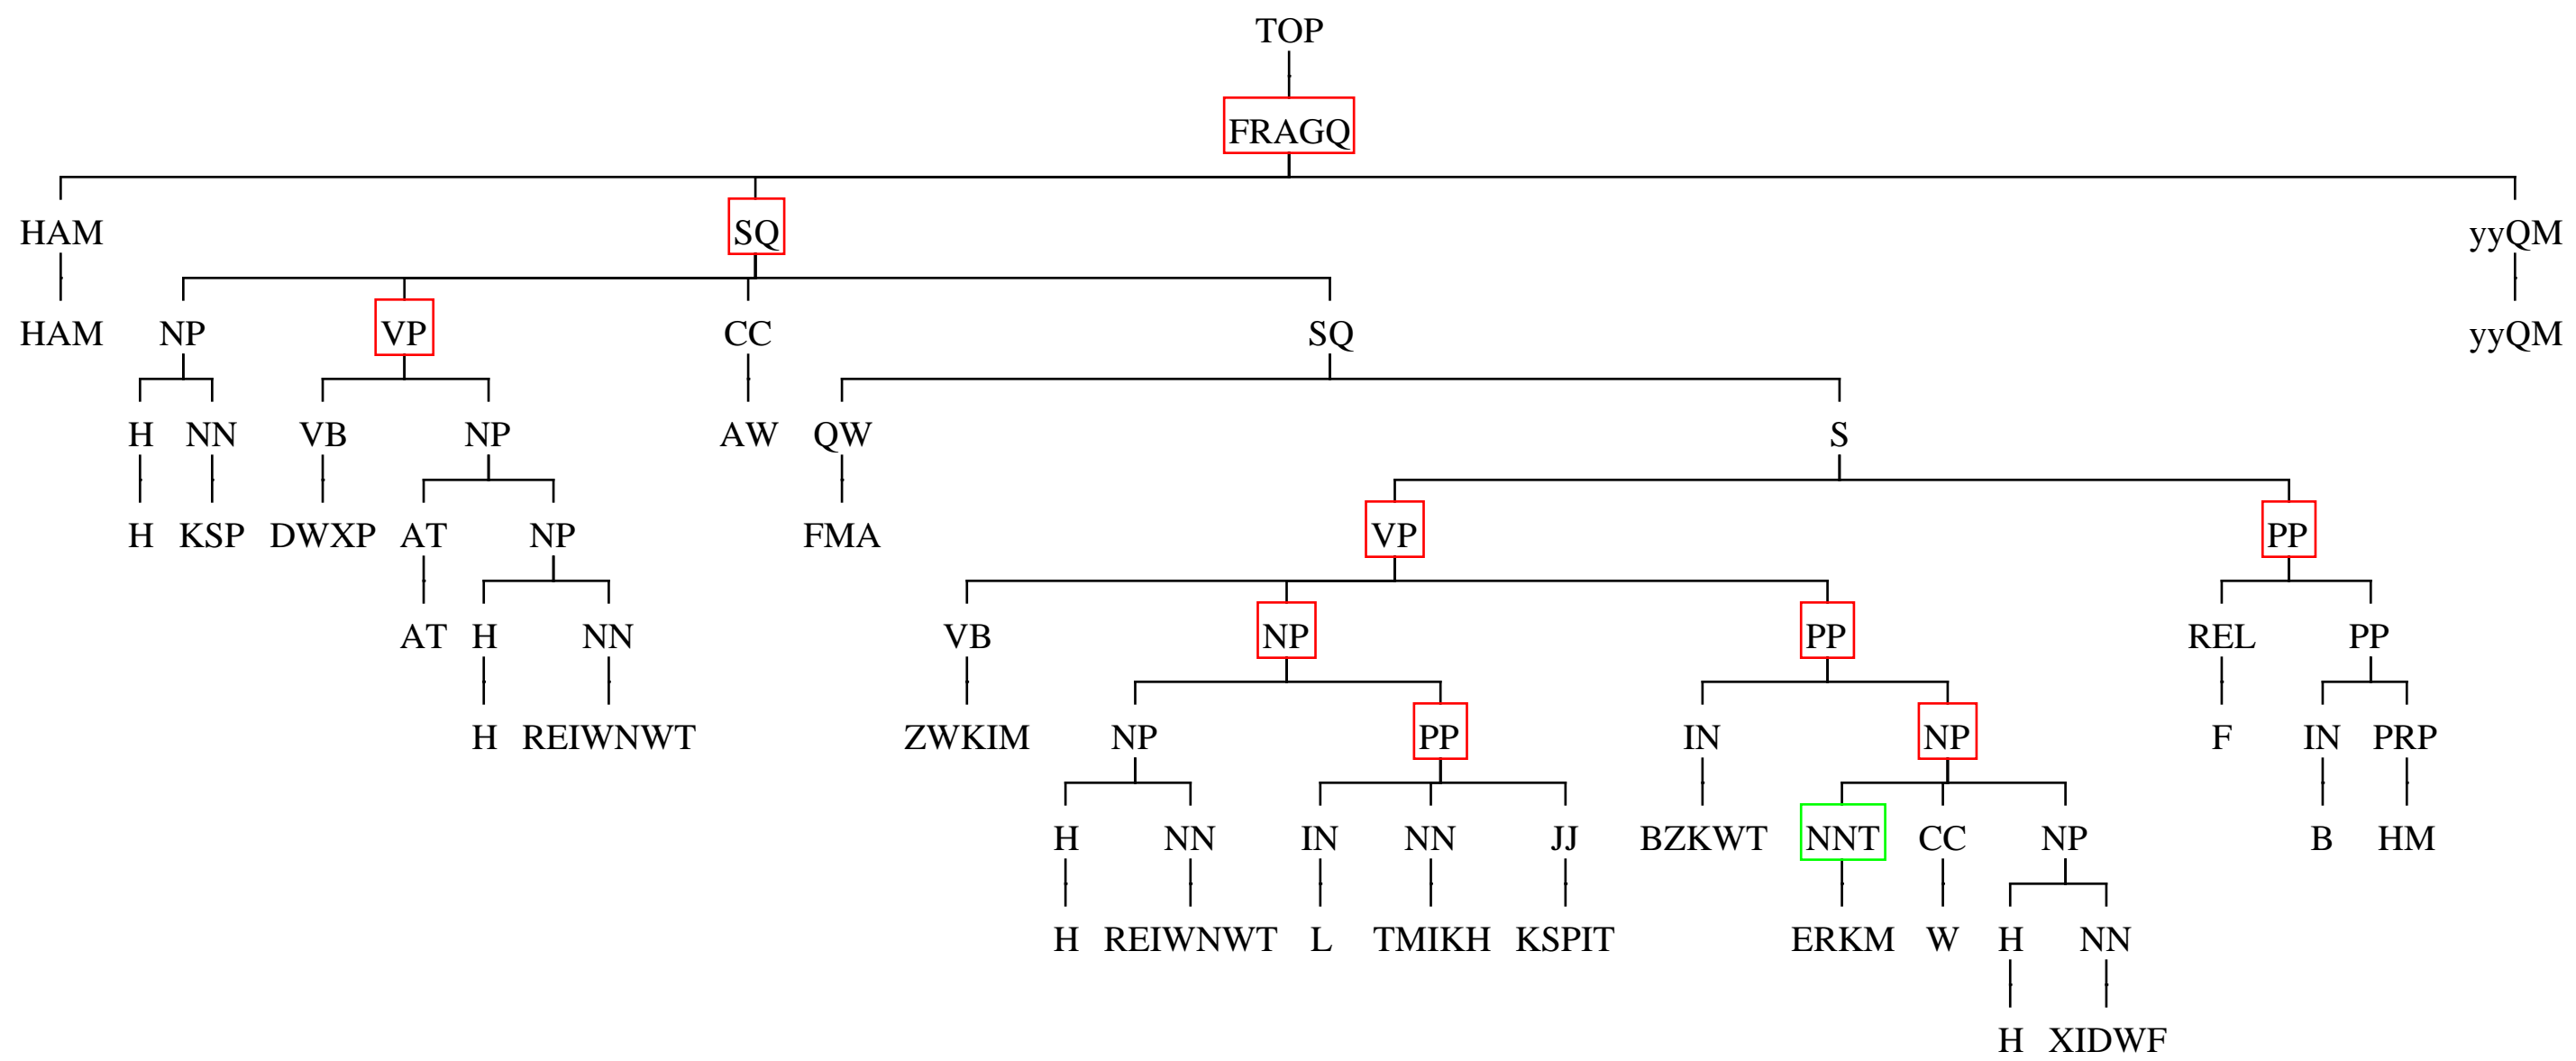 TOP
FRAGQ
HAM SQ yyQM
HAM NP VP CC SQ yyQM
H NN VB NP AW QW S
H KSP DWXP AT NP FMA VP PP
AT H NN VB NP PP REL PP
H REIWNWT ZWKIM NP PP IN NP F IN PRP
H NN IN NN JJ BZKWT NNT CC NP B HM
H REIWNWT L TMIKH KSPIT ERKM W H NN
H XIDWF